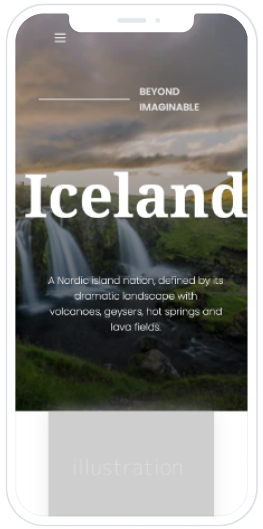 BEYOND
IMAGINABLE
Iceland
A Nordic island nation, defined by its
dramatic landscape with
volcanoes, geysers, hot springs and
lava fields.
illustration